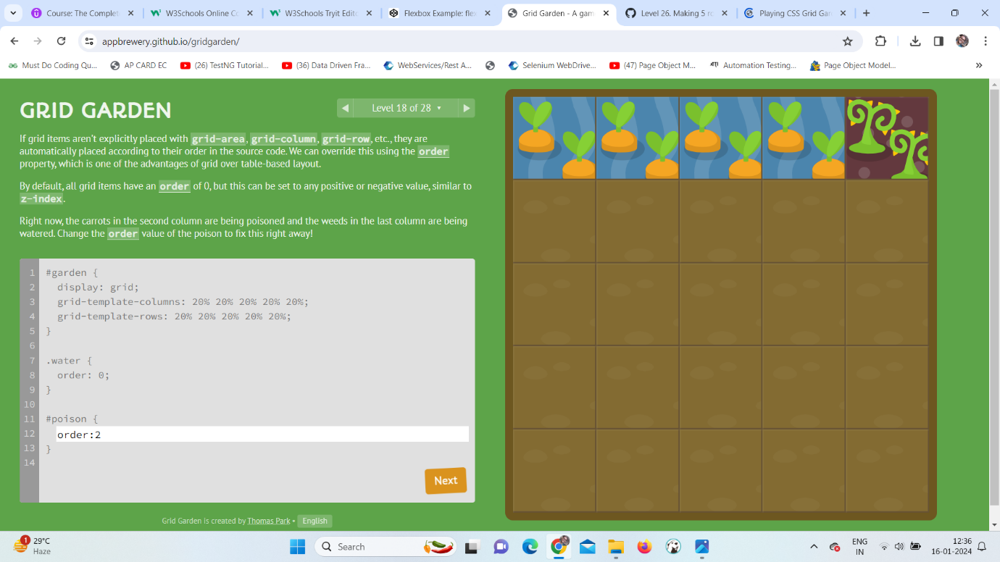 Course: The Complet
W3Schools Online Co
W3Schools Tryit Edito
Flexbox Example: flex
Grid Garden - A gam
Level 26. Making 5 ro
Playing CSS Grid Gar
appbrewery.github.io/gridgarden/
Must Do Coding Qu...
AP CARD EC
(26) TestNG Tutorial...
(36) Data Driven Fra...
WebServices/Rest A...
Selenium WebDrive...
(47) Page Object M...
Automation Testing...
Page Object Model...
GRID GARDEN
Level 18 of 28
If grid items aren't explicitly placed with grid-area, grid-column, grid-row, etc., they are
automatically placed according to their order in the source code. We can override this using the order
property, which is one of the advantages of grid over table-based layout.
By default, all grid items have an order of 0, but this can be set to any positive or negative value, similar to
z-index.
Right now, the carrots in the second column are being poisoned and the weeds in the last column are being
watered. Change the order value of the poison to fix this right away!
1 #garden {
2 display: grid;
3 grid-template-columns: 20% 20% 20% 20% 20%;
4 grid-template-rows: 20% 20% 20% 20% 20%;
5 }
6
7 .water {
8 order: 0;
9 }
10
11 #poison {
12 order:2
13 }
14
Next
Grid Garden is created by Thomas Park • English
1
29°C
Haze
Search
ENG
IN
12:36
16-01-2024